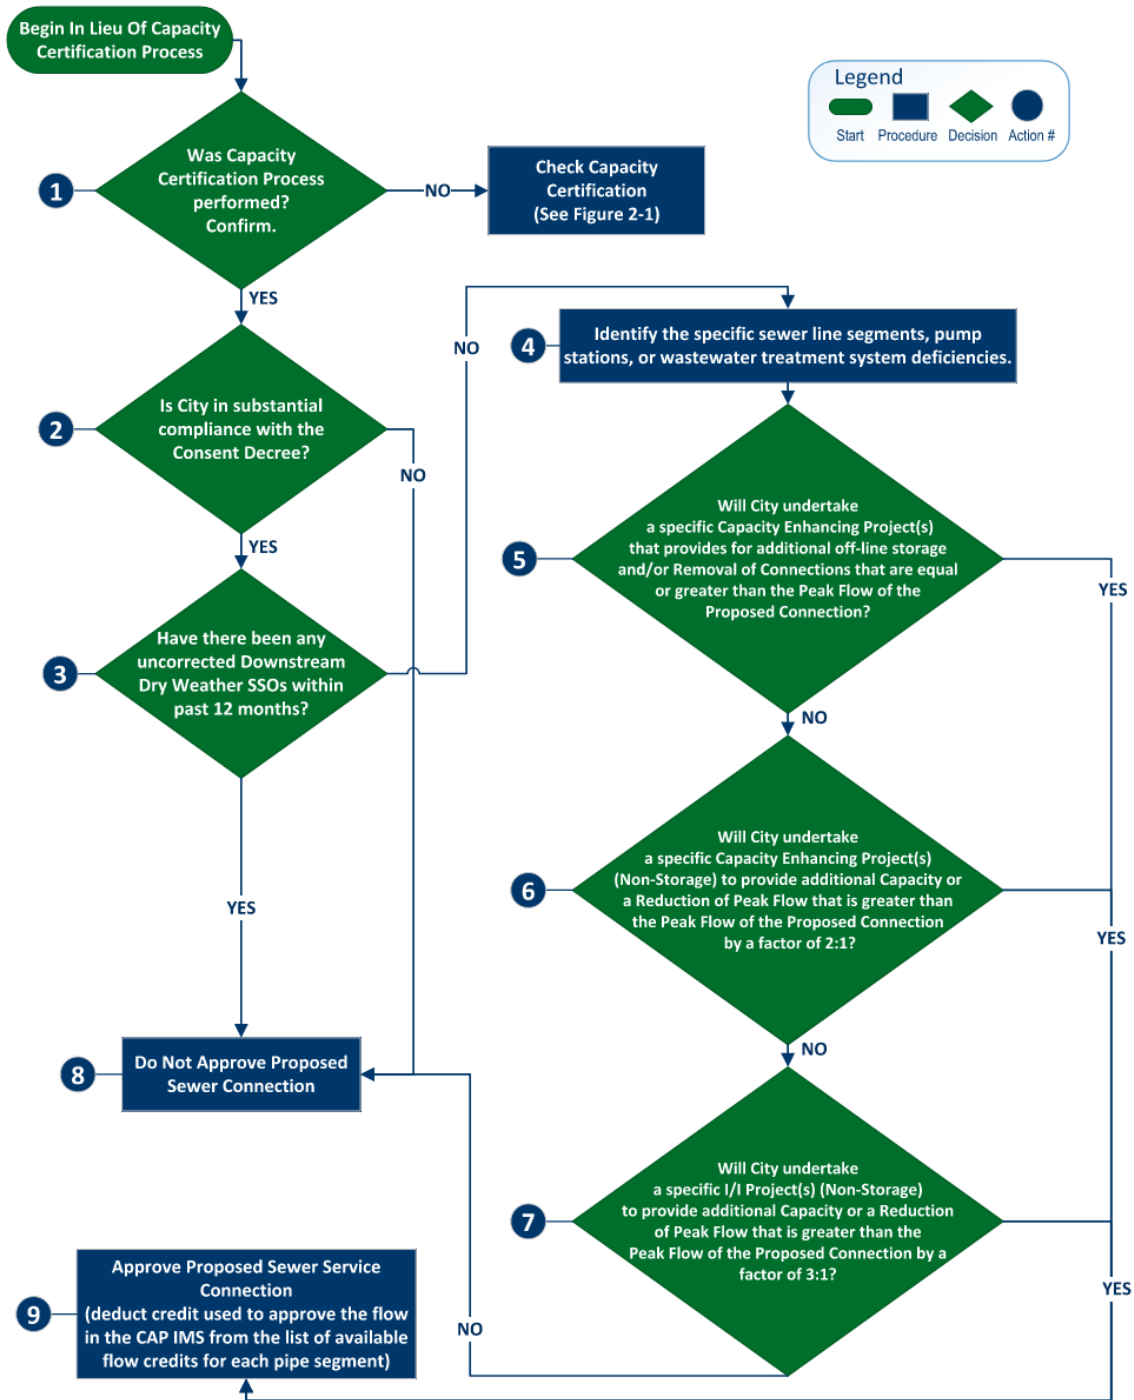 Begin In Lieu Of Capacity
Certification Process
Legend
Start Procedure Decision Action #
1
Was Capacity
Certification Process
performed?
Confirm.
NO
Check Capacity
Certification
(See Figure 2-1)
YES
2
Is City in substantial
compliance with the
Consent Decree?
NO
YES
3
Have there been any
uncorrected Downstream
Dry Weather SSOs within
past 12 months?
NO
YES
4
Identify the specific sewer line segments, pump
stations, or wastewater treatment system deficiencies.
5
Will City undertake
a specific Capacity Enhancing Project(s)
that provides for additional off-line storage
and/or Removal of Connections that are equal
or greater than the Peak Flow of the
Proposed Connection?
YES
NO
6
Will City undertake
a specific Capacity Enhancing Project(s)
(Non-Storage) to provide additional Capacity or
a Reduction of Peak Flow that is greater than
the Peak Flow of the Proposed Connection
by a factor of 2:1?
YES
NO
7
Will City undertake
a specific I/I Project(s) (Non-Storage)
to provide additional Capacity or a Reduction
of Peak Flow that is greater than the
Peak Flow of the Proposed Connection by a
factor of 3:1?
YES
NO
8
Do Not Approve Proposed
Sewer Connection
9
Approve Proposed Sewer Service
Connection
(deduct credit used to approve the flow
in the CAP IMS from the list of available
flow credits for each pipe segment)